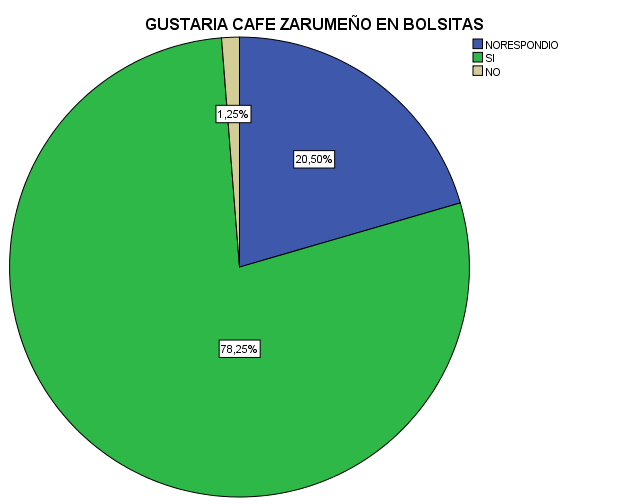 GUSTARIA CAFE ZARUMEÑO EN BOLSITAS
NORESPONDIO
SI
NO
1,25%
20,50%
78,25%